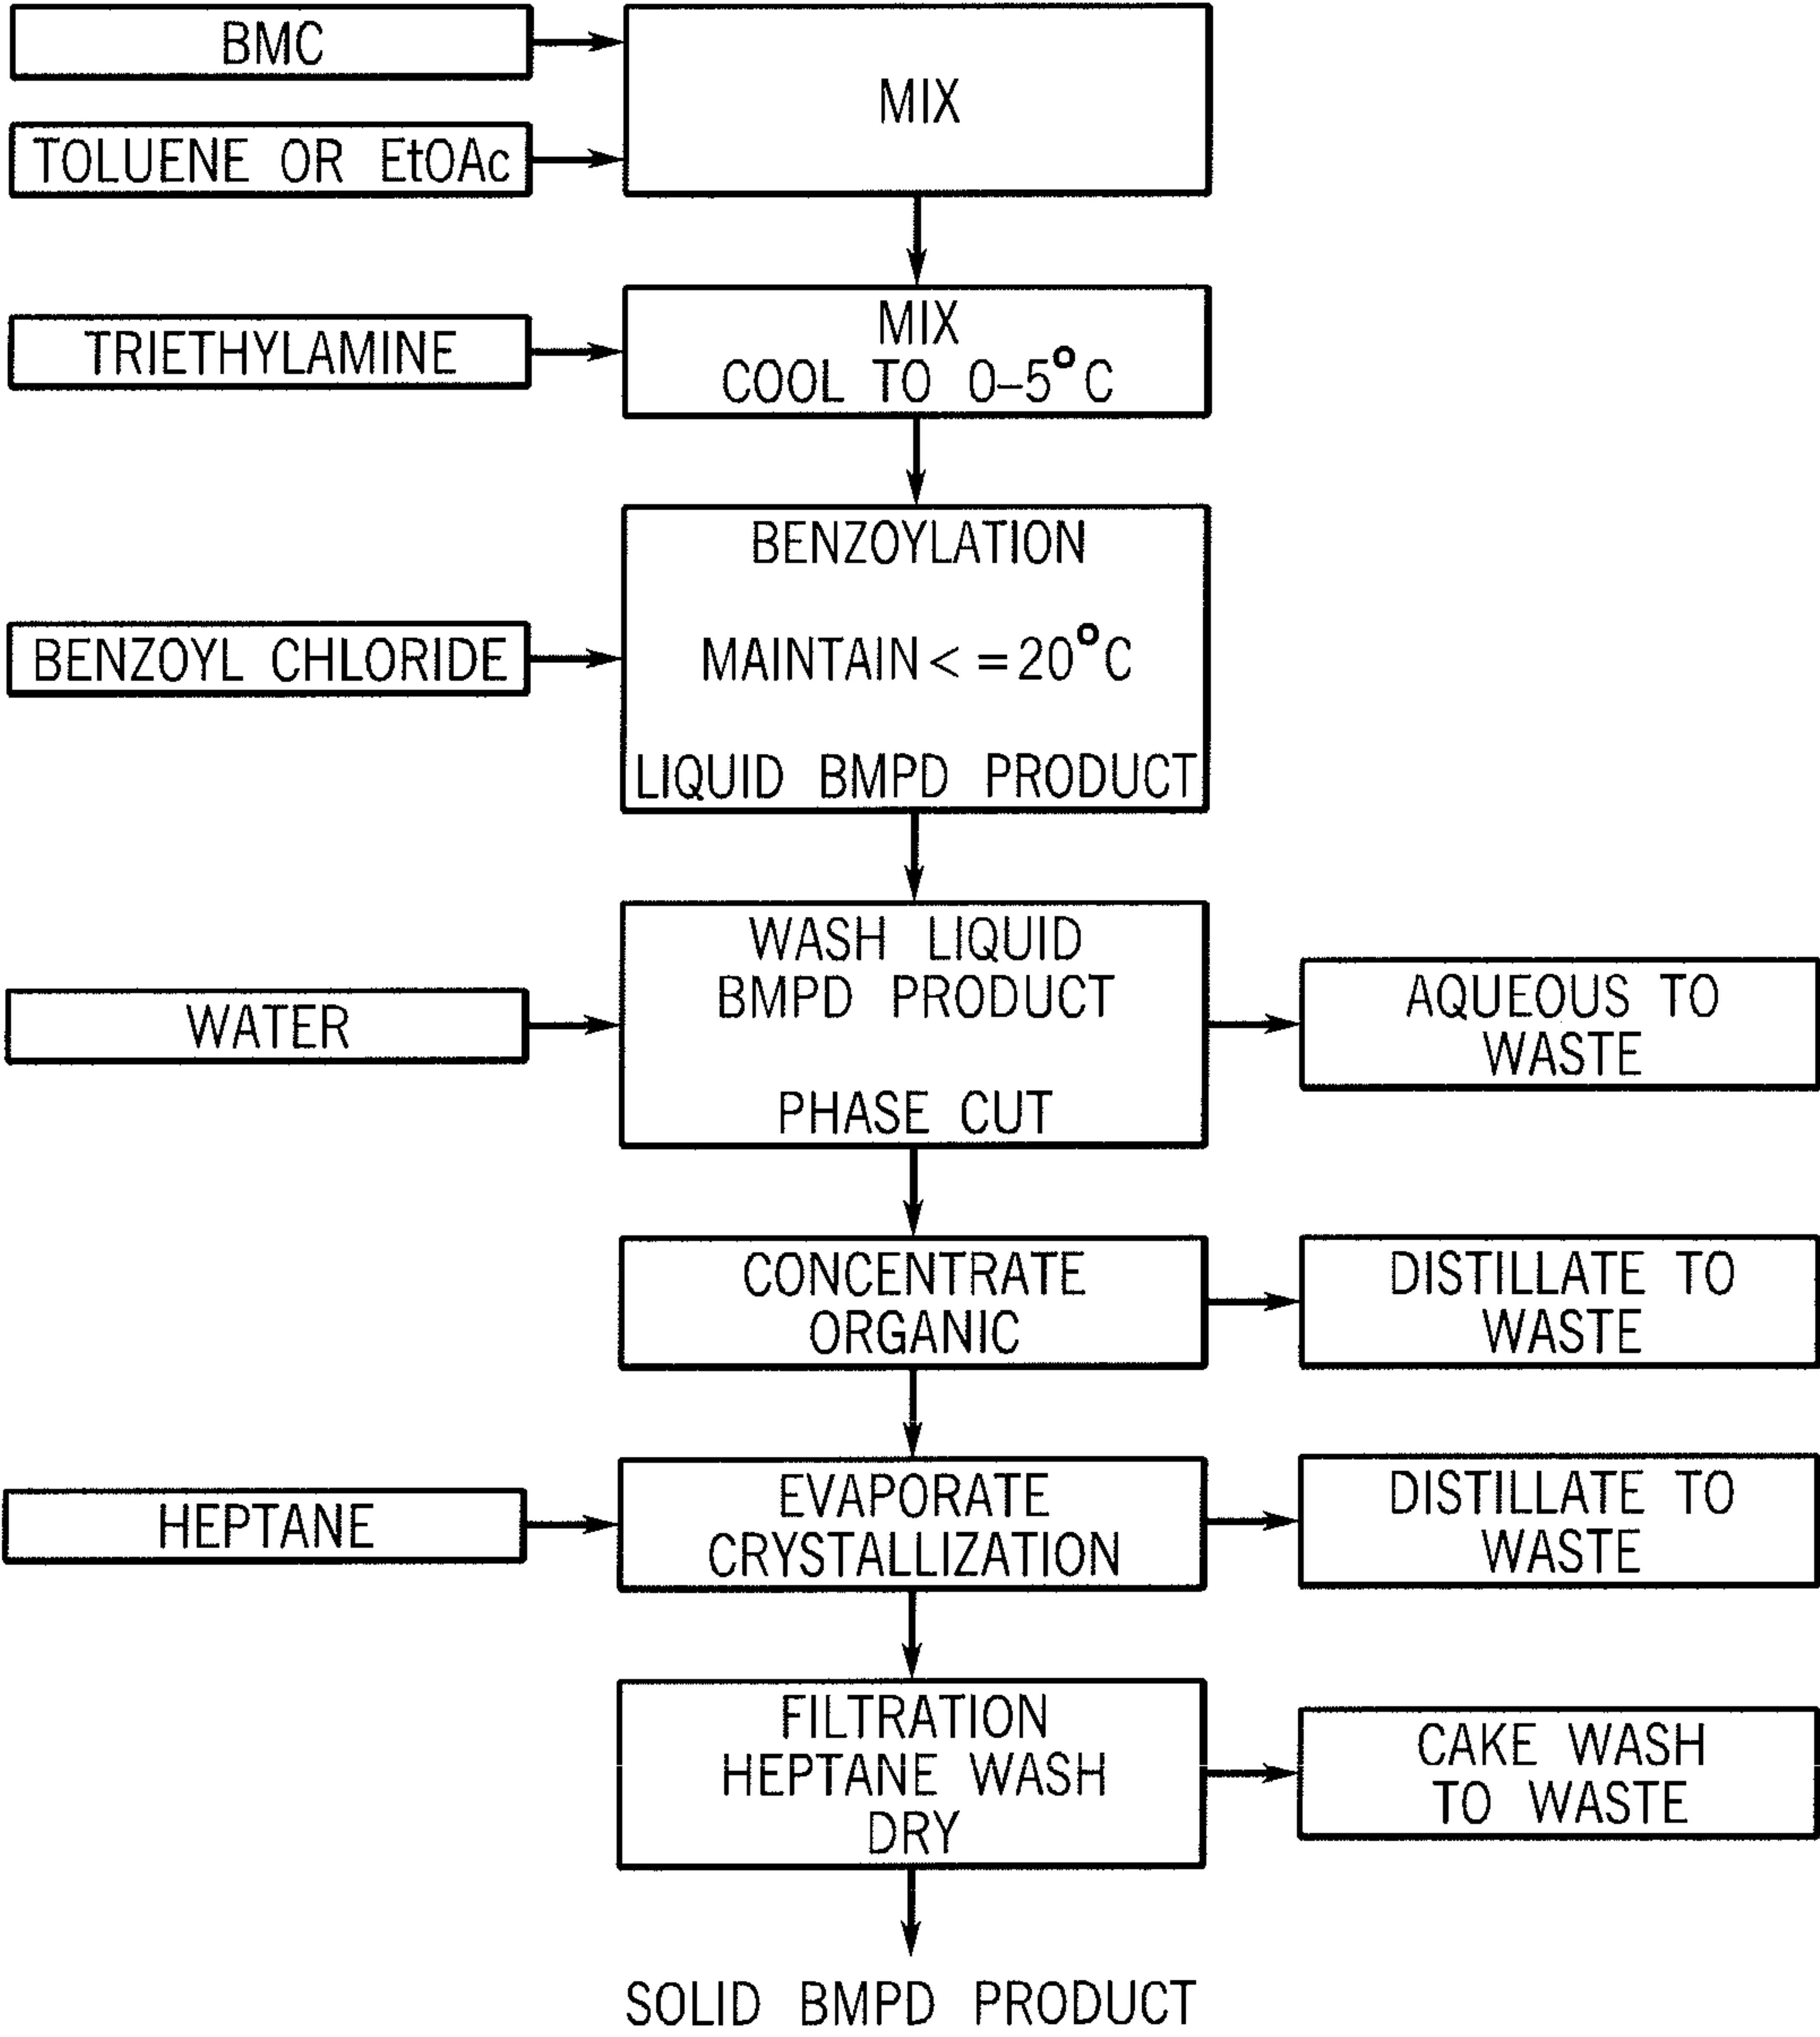 BMC
MIX
TOLUENE OR EtOAc
TRIETHYLAMINE
MIX
COOL TO 0–5°C
BENZOYLATION
BENZOYL CHLORIDE
MAINTAIN < = 20°C
LIQUID BMPD PRODUCT
WATER
WASH LIQUID
BMPD PRODUCT
PHASE CUT
AQUEOUS TO
WASTE
CONCENTRATE
ORGANIC
DISTILLATE TO
WASTE
HEPTANE
EVAPORATE
CRYSTALLIZATION
DISTILLATE TO
WASTE
FILTRATION
HEPTANE WASH
DRY
CAKE WASH
TO WASTE
SOLID BMPD PRODUCT